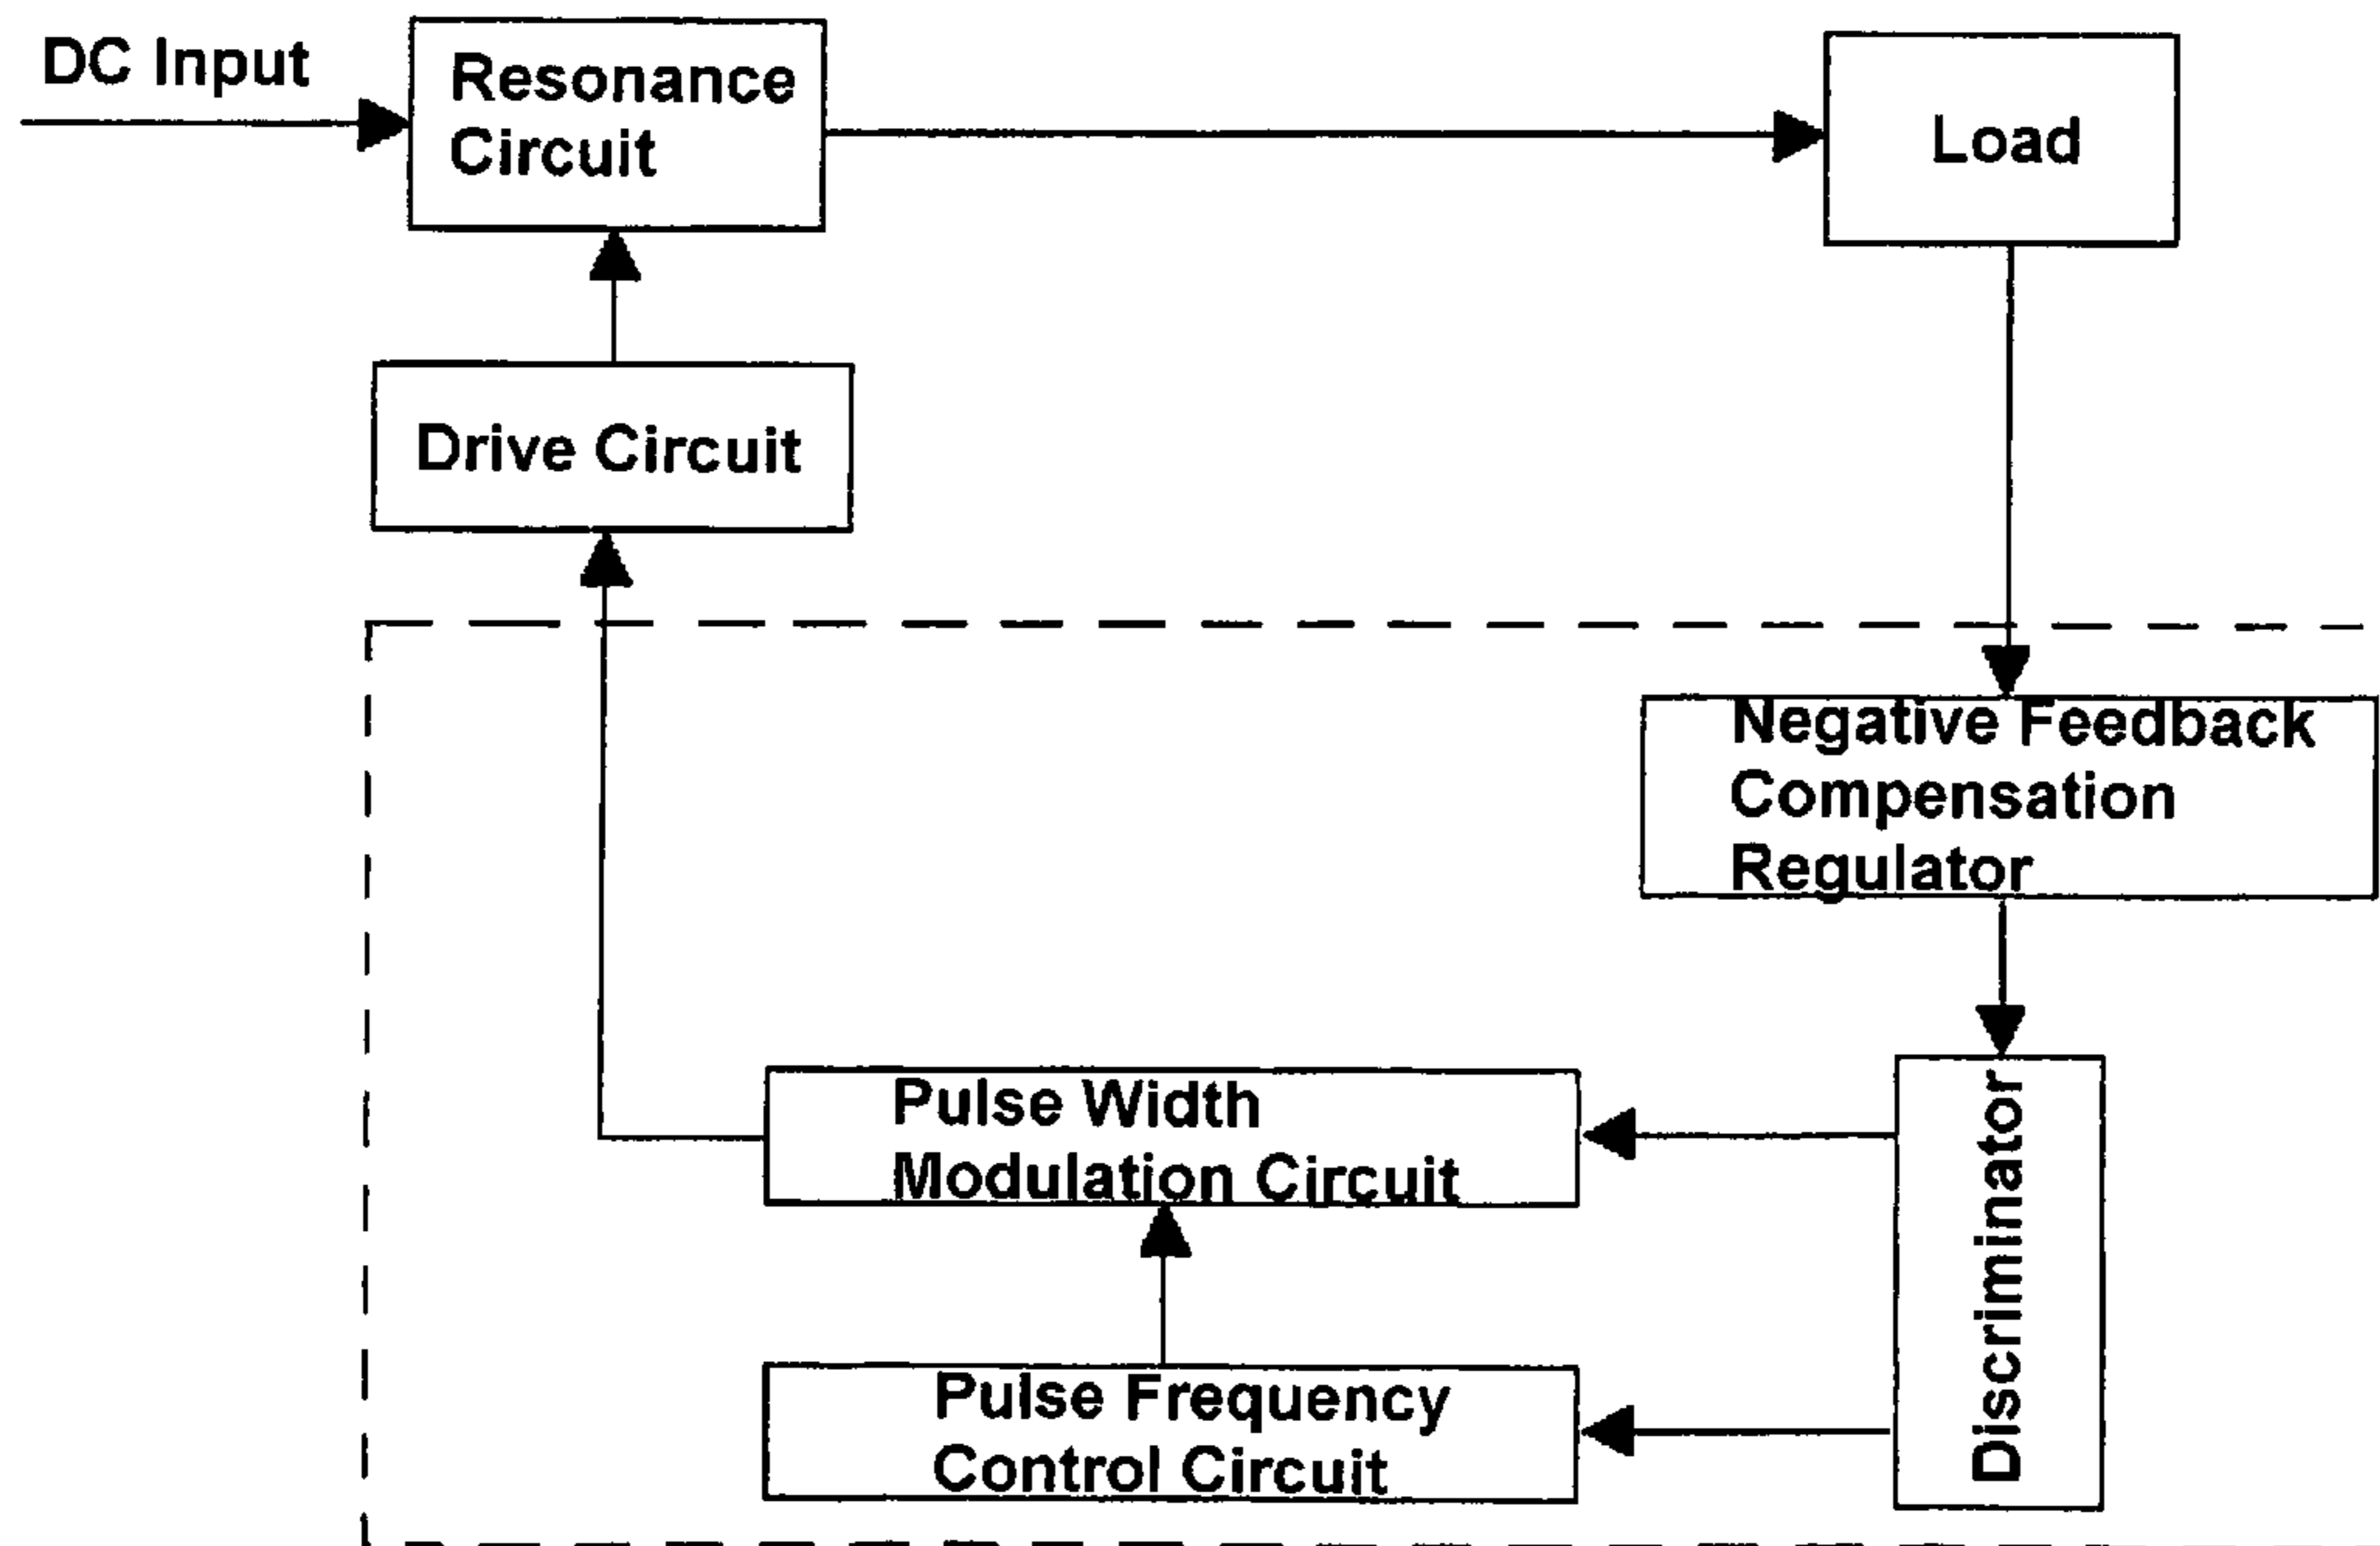 DC Input
Resonance
Circuit
Load
Drive Circuit
Negative Feedback
Compensation
Regulator
Pulse Width
Modulation Circuit
Discriminator
Pulse Frequency
Control Circuit